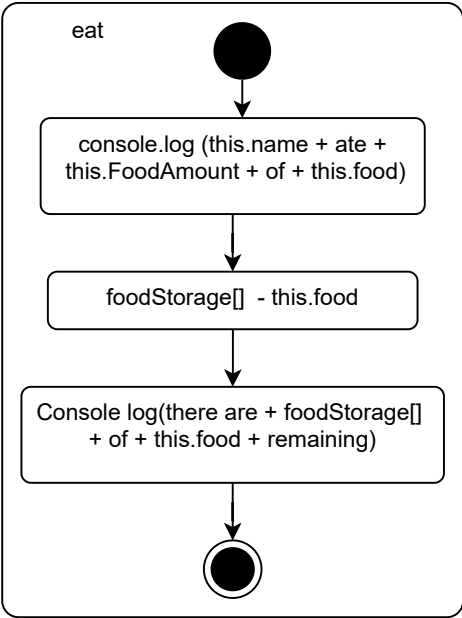 eat
console.log (this.name + ate +
this.FoodAmount + of + this.food)
foodStorage[]  - this.food
Console log(there are + foodStorage[]
+ of + this.food + remaining)